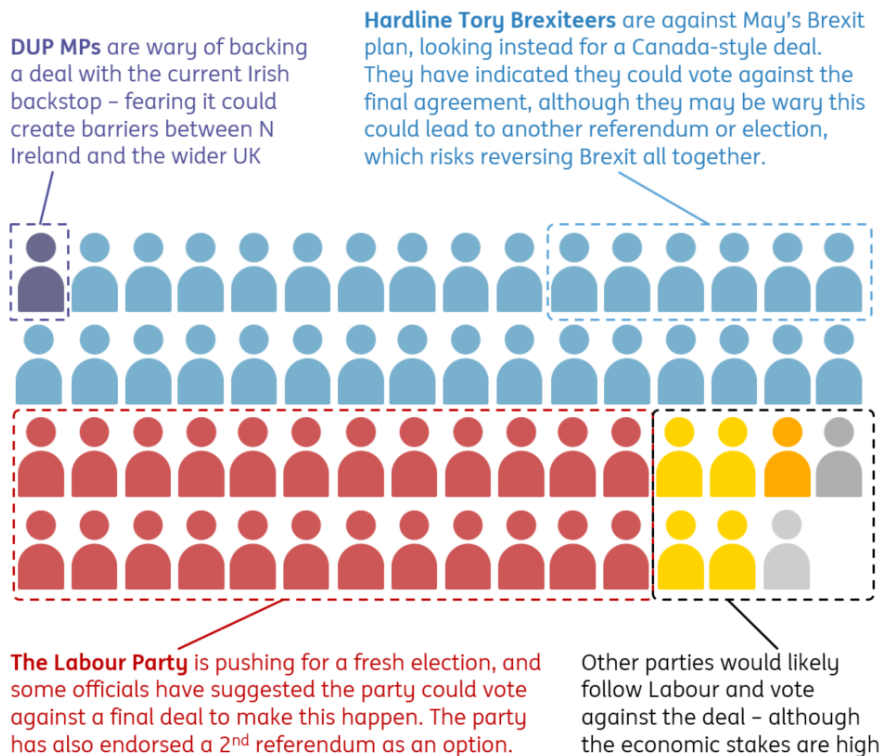 DUP MPs are wary of backing
a deal with the current Irish
backstop – fearing it could
create barriers between N
Ireland and the wider UK
Hardline Tory Brexiteers are against May’s Brexit
plan, looking instead for a Canada-style deal.
They have indicated they could vote against the
final agreement, although they may be wary this
could lead to another referendum or election,
which risks reversing Brexit all together.
The Labour Party is pushing for a fresh election, and
some officials have suggested the party could vote
against a final deal to make this happen. The party
has also endorsed a 2nd referendum as an option.
Other parties would likely
follow Labour and vote
against the deal – although
the economic stakes are high